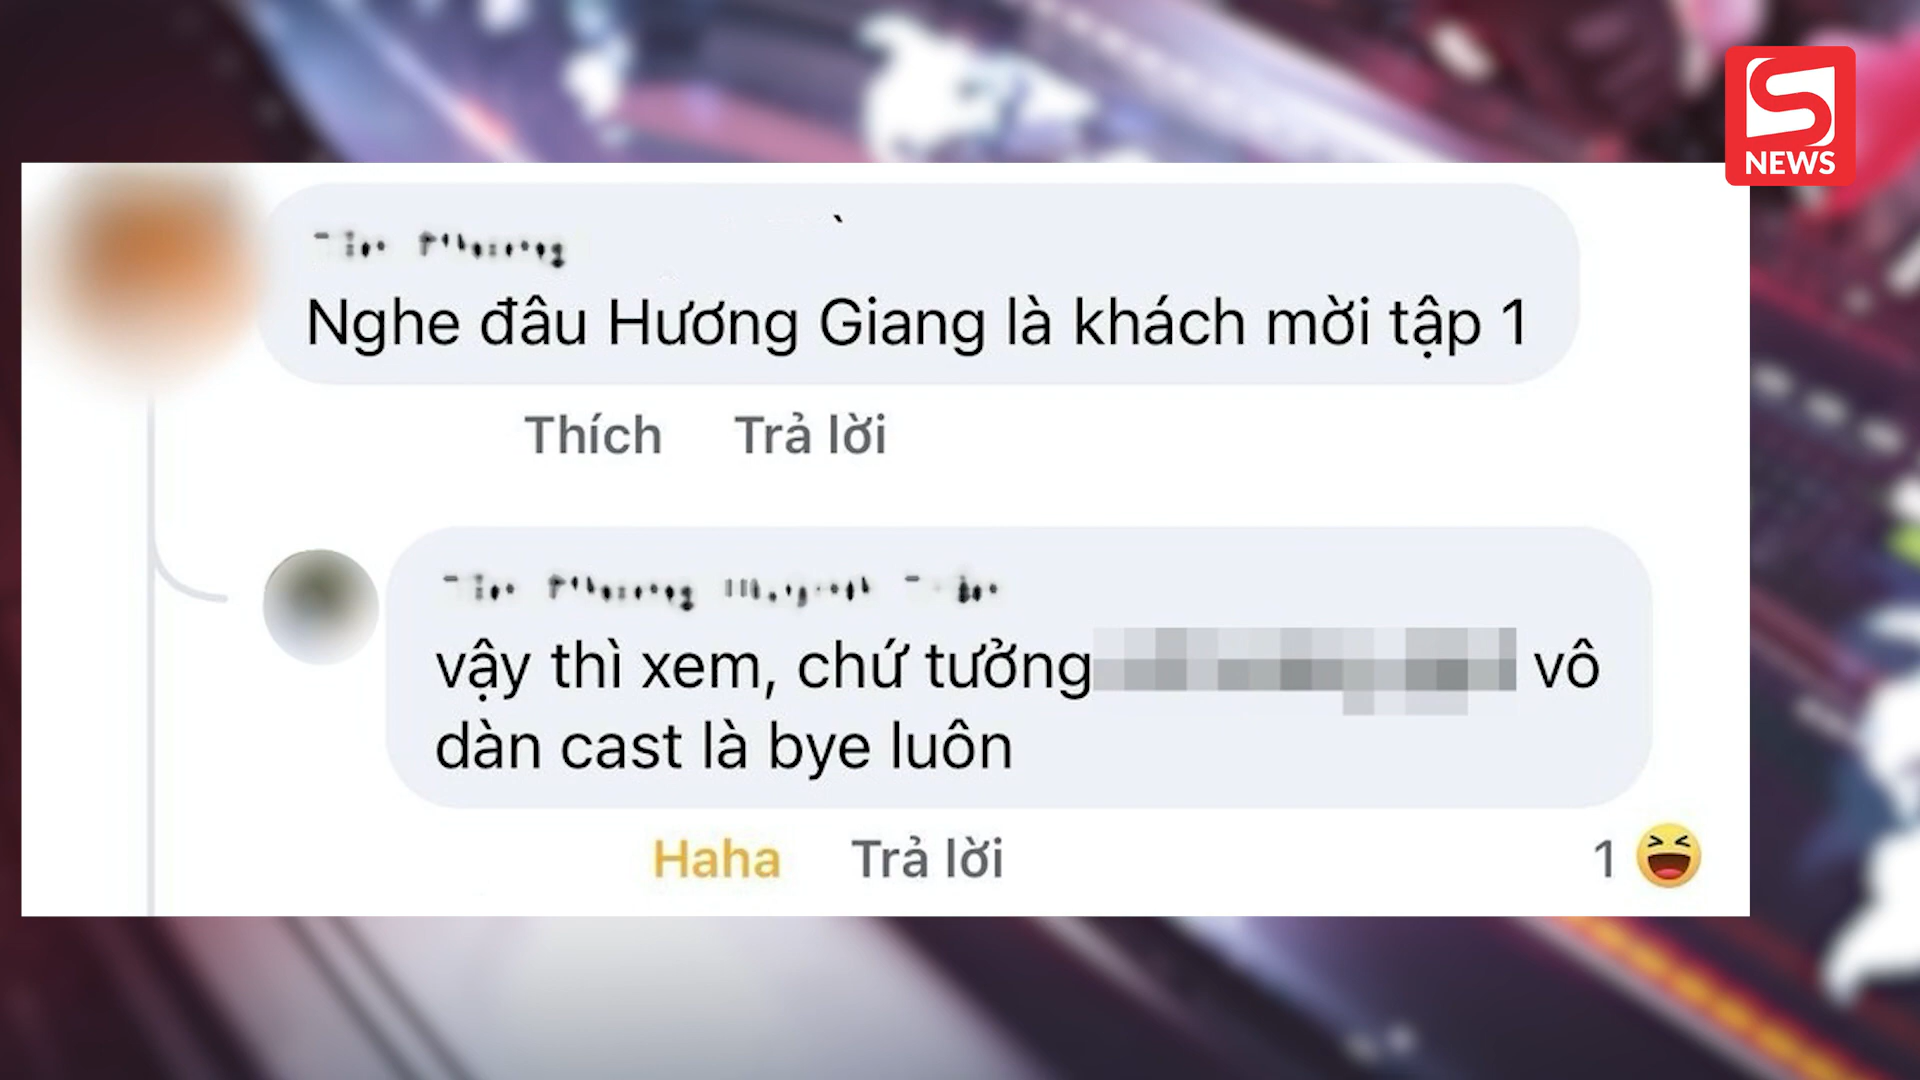 S
NEWS
Nghe đâu Hương Giang là khách mời tập 1
Thích Trả lời
vậy thì xem, chứ tưởng vô
dàn cast là bye luôn
Haha Trả lời 1